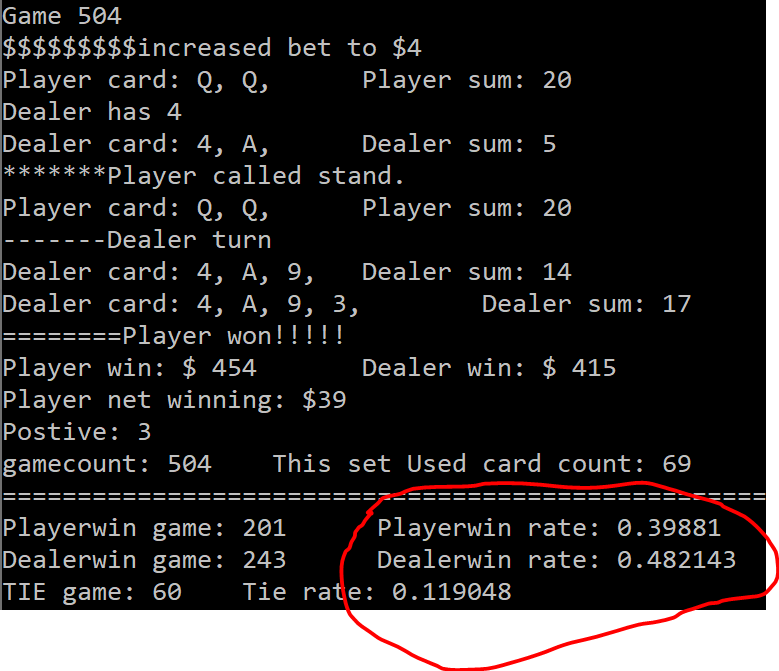 Game 504
$$$$$$$$$increased bet to $4
Player card: Q, Q,      Player sum: 20
Dealer has 4
Dealer card: 4, A,      Dealer sum: 5
*******Player called stand.
Player card: Q, Q,      Player sum: 20
-------Dealer turn
Dealer card: 4, A, 9,   Dealer sum: 14
Dealer card: 4, A, 9, 3,        Dealer sum: 17
========Player won!!!!!
Player win: $ 454       Dealer win: $ 415
Player net winning: $39
Postive: 3
gamecount: 504    This set Used card count: 69
===================================================
Playerwin game: 201      Playerwin rate: 0.39881
Dealerwin game: 243      Dealerwin rate: 0.482143
TIE game: 60    Tie rate: 0.119048